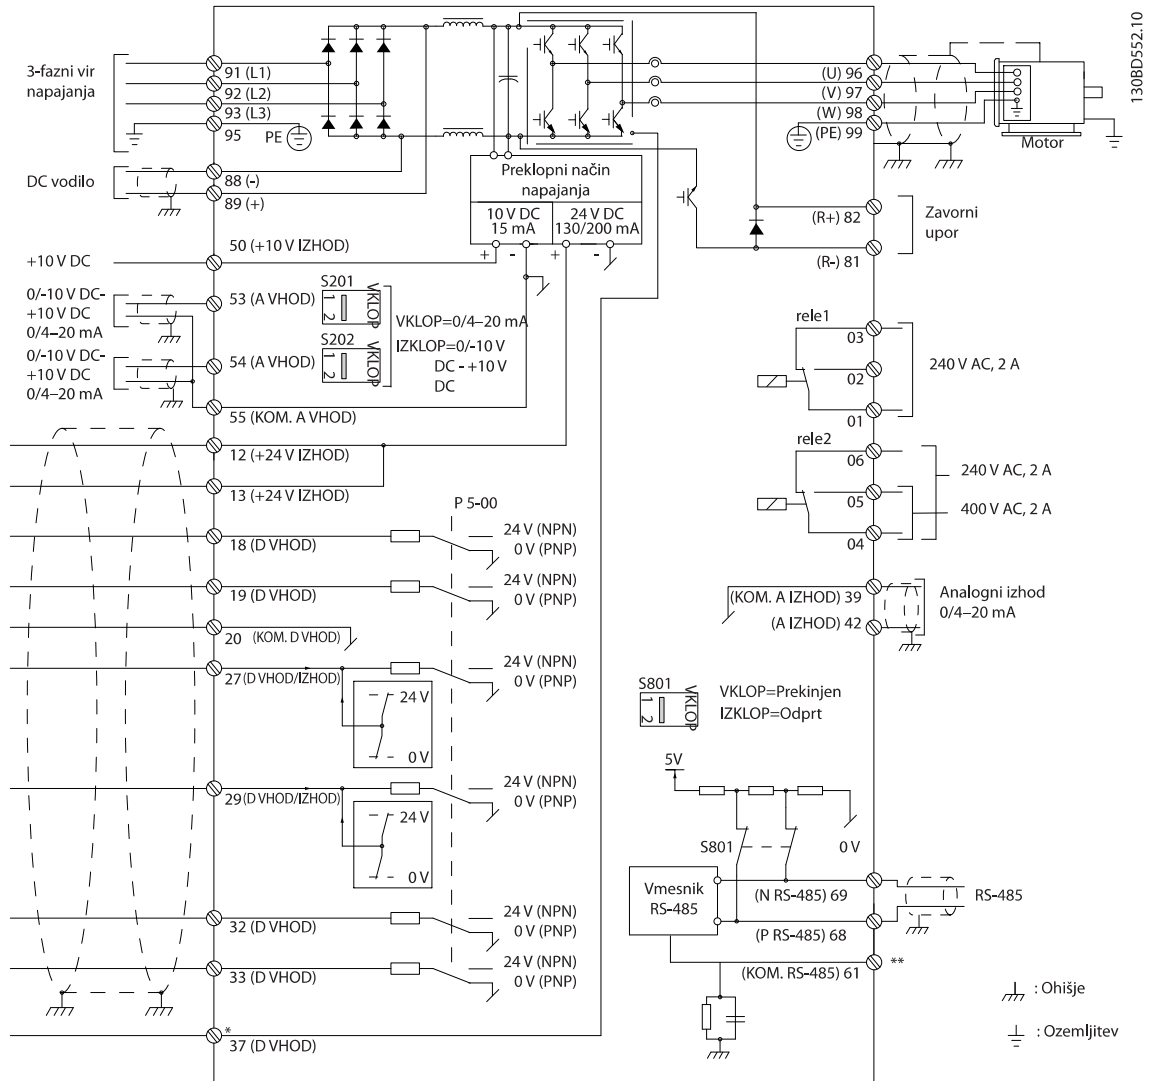 130BD552.10
3-fazni vir
napajanja
91 (L1)
92 (L2)
93 (L3)
95
PE
DC vodilo
88 (-)
89 (+)
50 (+10 V IZHOD)
+10 V DC
0/-10 V DC-
+10 V DC
0/4–20 mA
53 (A VHOD)
0/-10 V DC-
+10 V DC
0/4–20 mA
54 (A VHOD)
55 (KOM. A VHOD)
12 (+24 V IZHOD)
13 (+24 V IZHOD)
18 (D VHOD)
19 (D VHOD)
20 (KOM. D VHOD)
27 (D VHOD/IZHOD)
24 V
0 V
29 (D VHOD/IZHOD)
24 V
0 V
32 (D VHOD)
33 (D VHOD)
*
37 (D VHOD)
S201
1 2
VKLOP
S202
1 2
VKLOP
VKLOP=0/4–20 mA
IZKLOP=0/-10 V
DC - +10 V
DC
Preklopni način
napajanja
10 V DC
15 mA
24 V DC
130/200 mA
+ - + -
P 5-00
24 V (NPN)
0 V (PNP)
24 V (NPN)
0 V (PNP)
24 V (NPN)
0 V (PNP)
24 V (NPN)
0 V (PNP)
24 V (NPN)
0 V (PNP)
24 V (NPN)
0 V (PNP)
(U) 96
(V) 97
(W) 98
(PE) 99
Motor
(R+) 82
(R-) 81
Zavorni
upor
rele1
03
02
01
240 V AC, 2 A
rele2
06
05
04
240 V AC, 2 A
400 V AC, 2 A
(KOM. A IZHOD) 39
(A IZHOD) 42
Analogni izhod
0/4–20 mA
S801
1 2
VKLOP
VKLOP=Prekinjen
IZKLOP=Odprt
5V
S801
0 V
Vmesnik
RS-485
(N RS-485) 69
(P RS-485) 68
(KOM. RS-485) 61
RS-485
**
: Ohišje
: Ozemljitev